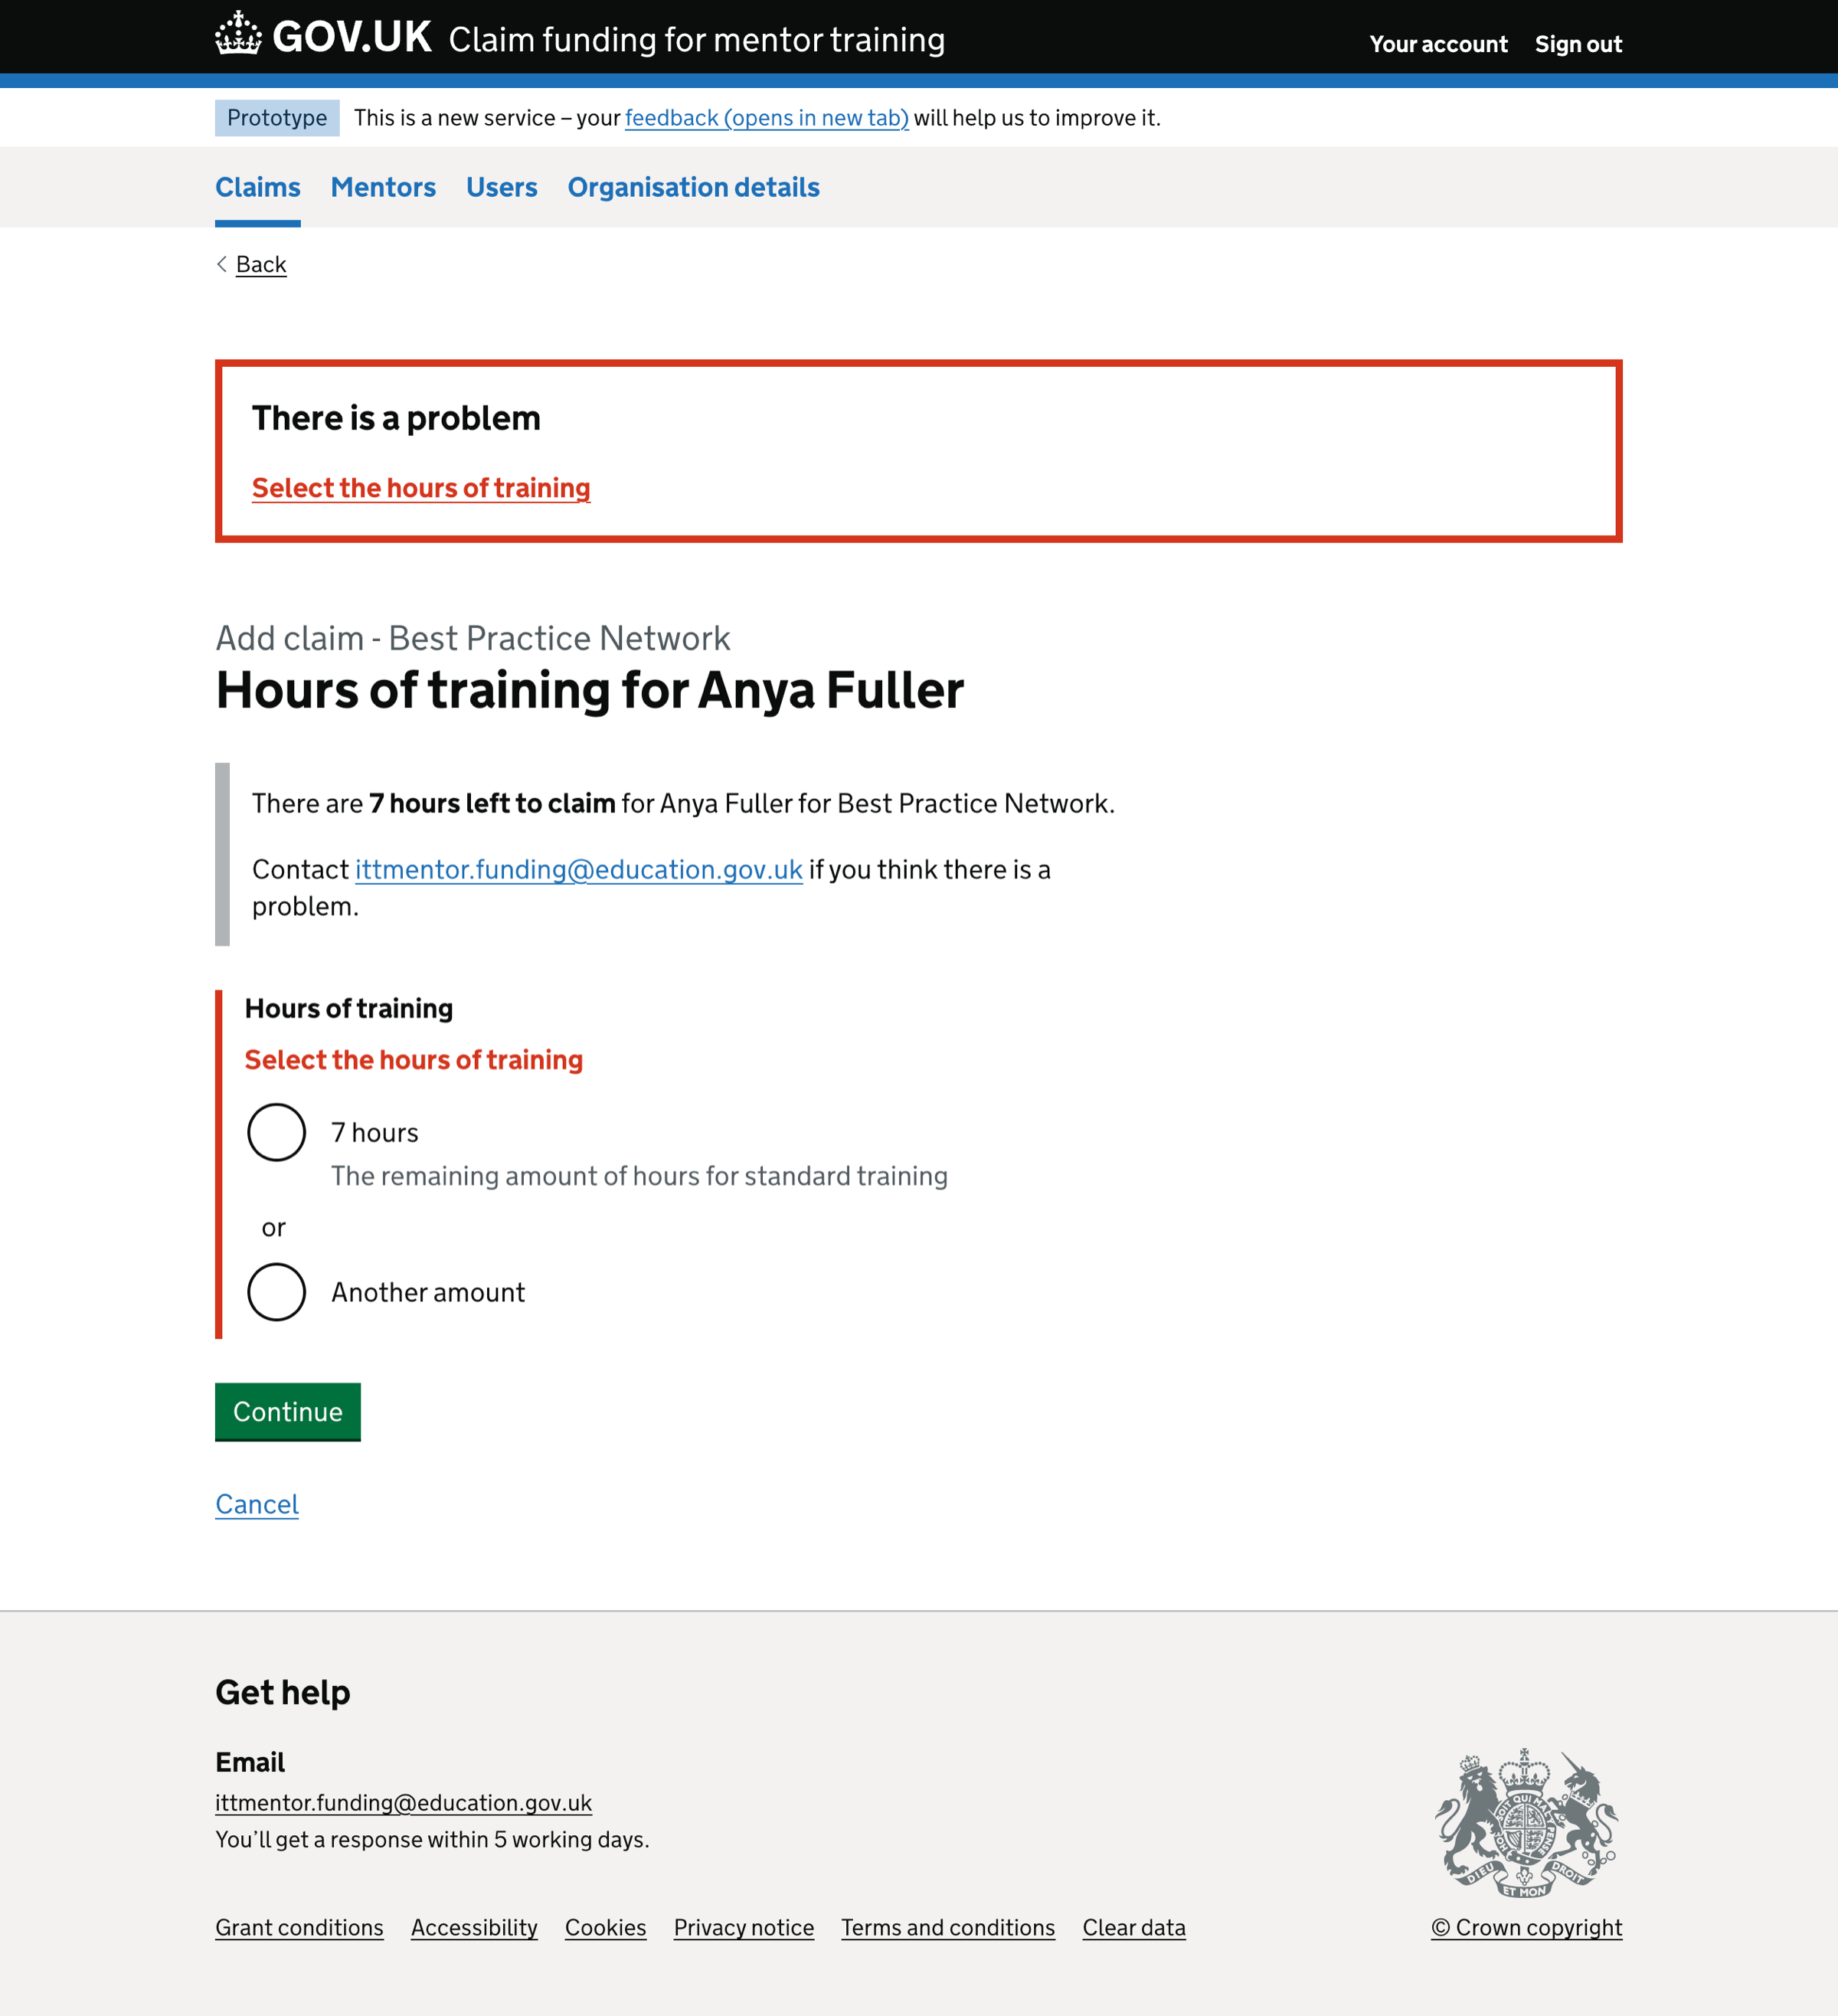 GOV.UK Claim funding for mentor training
Your account Sign out
Prototype This is a new service – your feedback (opens in new tab) will help us to improve it.
Claims Mentors Users Organisation details
Back
There is a problem
Select the hours of training
Add claim - Best Practice Network
Hours of training for Anya Fuller
There are 7 hours left to claim for Anya Fuller for Best Practice Network.
Contact ittmentor.funding@education.gov.uk if you think there is a
problem.
Hours of training
Select the hours of training
7 hours
The remaining amount of hours for standard training
or
Another amount
Continue
Cancel
Get help
Email
ittmentor.funding@education.gov.uk
You’ll get a response within 5 working days.
DIEU ET MON DROIT
Grant conditions Accessibility Cookies Privacy notice Terms and conditions Clear data
© Crown copyright